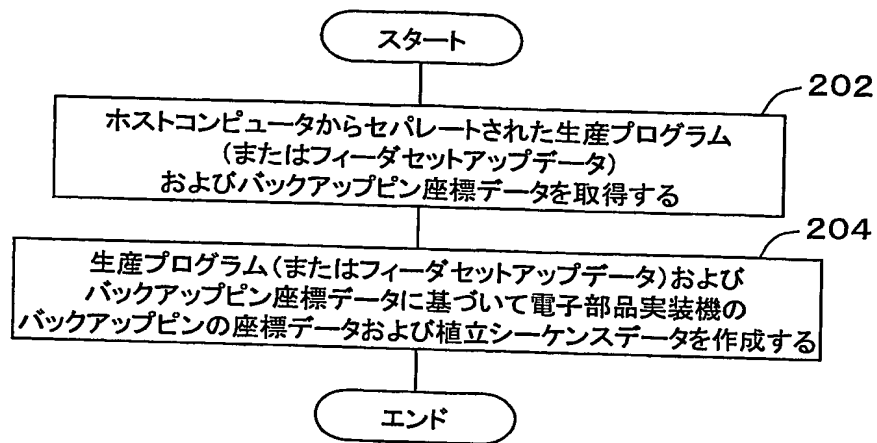 スタート
202
ホストコンピュータからセパレートされた生産プログラム
(またはフィーダセットアップデータ)
およびバックアップピン座標データを取得する
204
生産プログラム(またはフィーダセットアップデータ)および
バックアップピン座標データに基づいて電子部品実装機の
バックアップピンの座標データおよび植立シーケンスデータを作成する
エンド